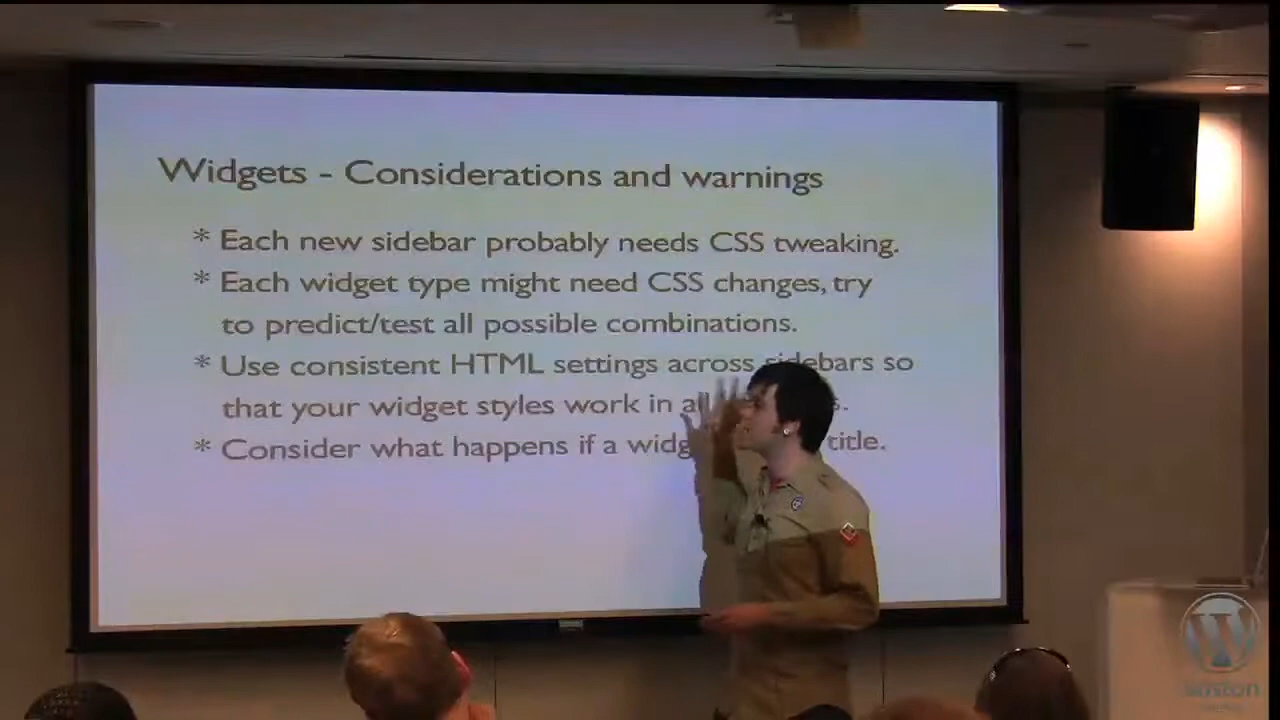 Widgets - Considerations and warnings
* Each new sidebar probably needs CSS tweaking.
* Each widget type might need CSS changes, try
to predict/test all possible combinations.
* Use consistent HTML settings across sidebars so
that your widget styles work in
* Consider what happens if a title.
Boston